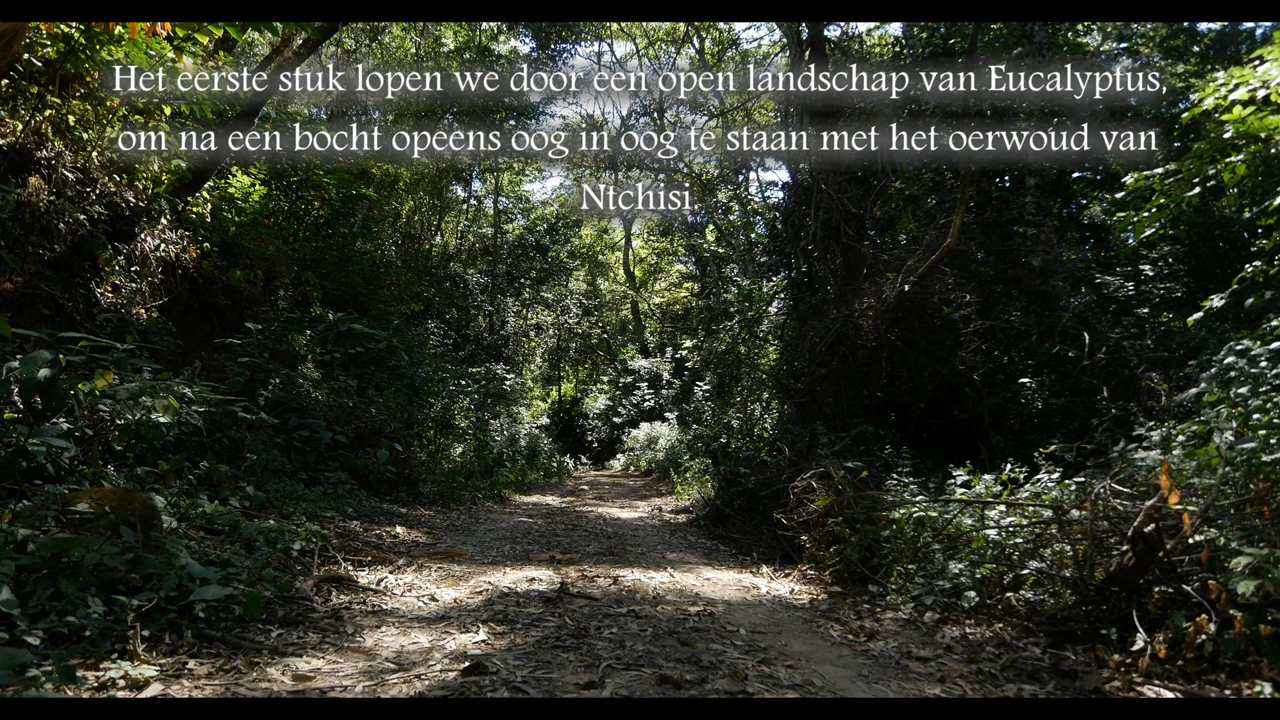 Het eerste stuk lopen we door een open landschap van Eucalyptus,
om na een bocht opeens oog in oog te staan met het oerwoud van
Ntchisi.